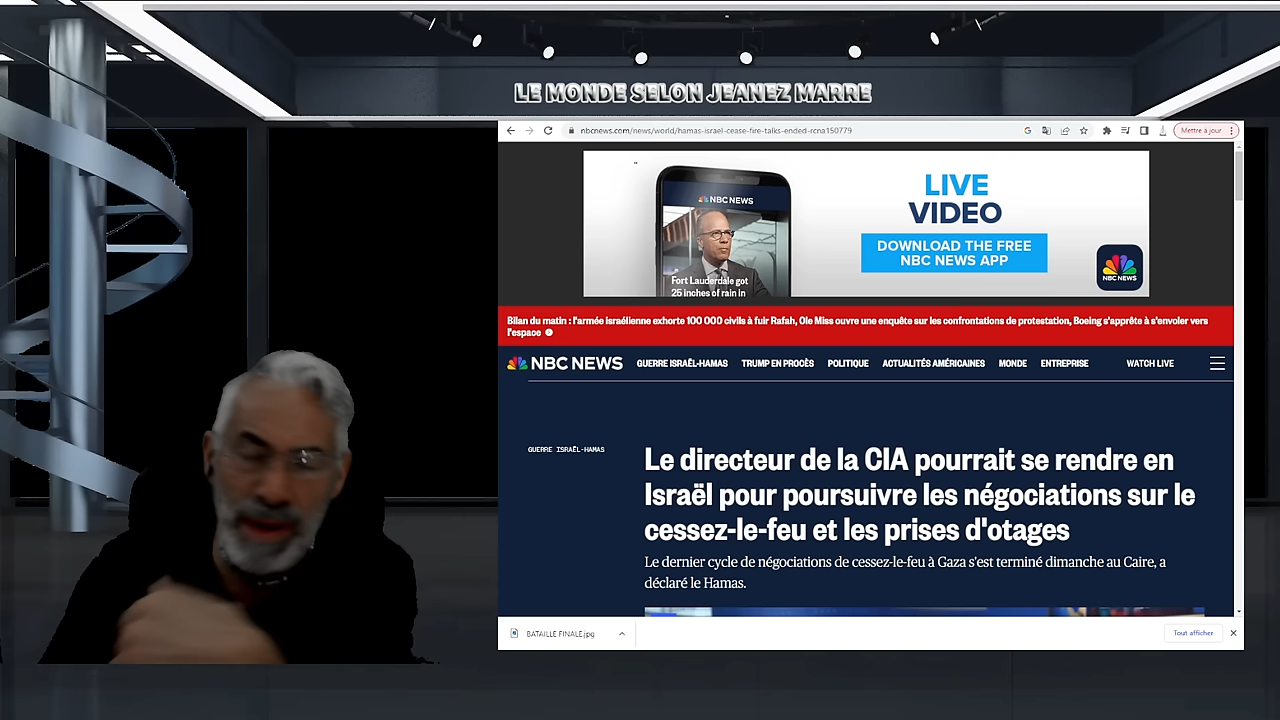 LE MONDE SELON JEANEZ MARRE
nbcnews.com/news/world/hamas-israel-cease-fire-talks-ended-rcna150779
Mettre à jour
NBC NEWS
LIVE
VIDEO
DOWNLOAD THE FREE
NBC NEWS APP
Fort Lauderdale got
25 inches of rain in
NBC NEWS
Bilan du matin : l'armée israélienne exhorte 100 000 civils à fuir Rafah, Ole Miss ouvre une enquête sur les confrontations de protestation, Boeing s'apprête à s'envoler vers
l'espace
NBC NEWS GUERRE ISRAËL-HAMAS TRUMP EN PROCÈS POLITIQUE ACTUALITÉS AMÉRICAINES MONDE ENTREPRISE WATCH LIVE
GUERRE ISRAËL-HAMAS
Le directeur de la CIA pourrait se rendre en
Israël pour poursuivre les négociations sur le
cessez-le-feu et les prises d'otages
Le dernier cycle de négociations de cessez-le-feu à Gaza s'est terminé dimanche au Caire, a
déclaré le Hamas.
BATAILLE FINALE.jpg
Tout afficher